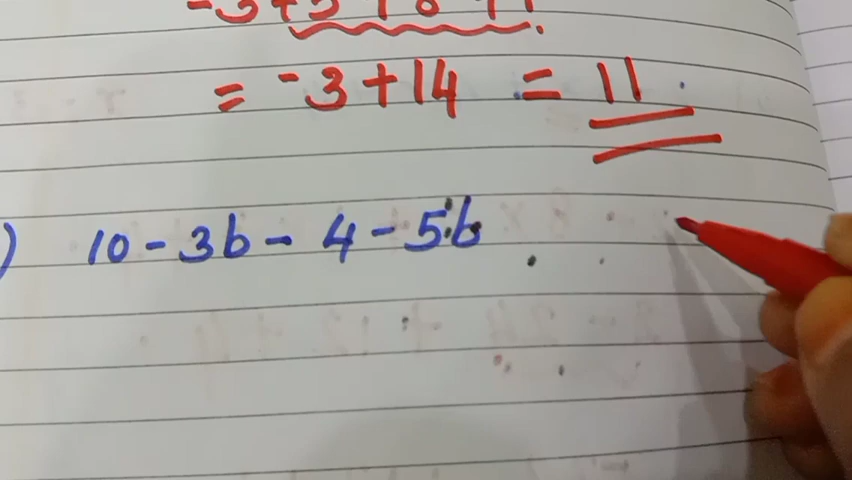 = -3+14 = 11
) 10 - 3b - 4 - 5b